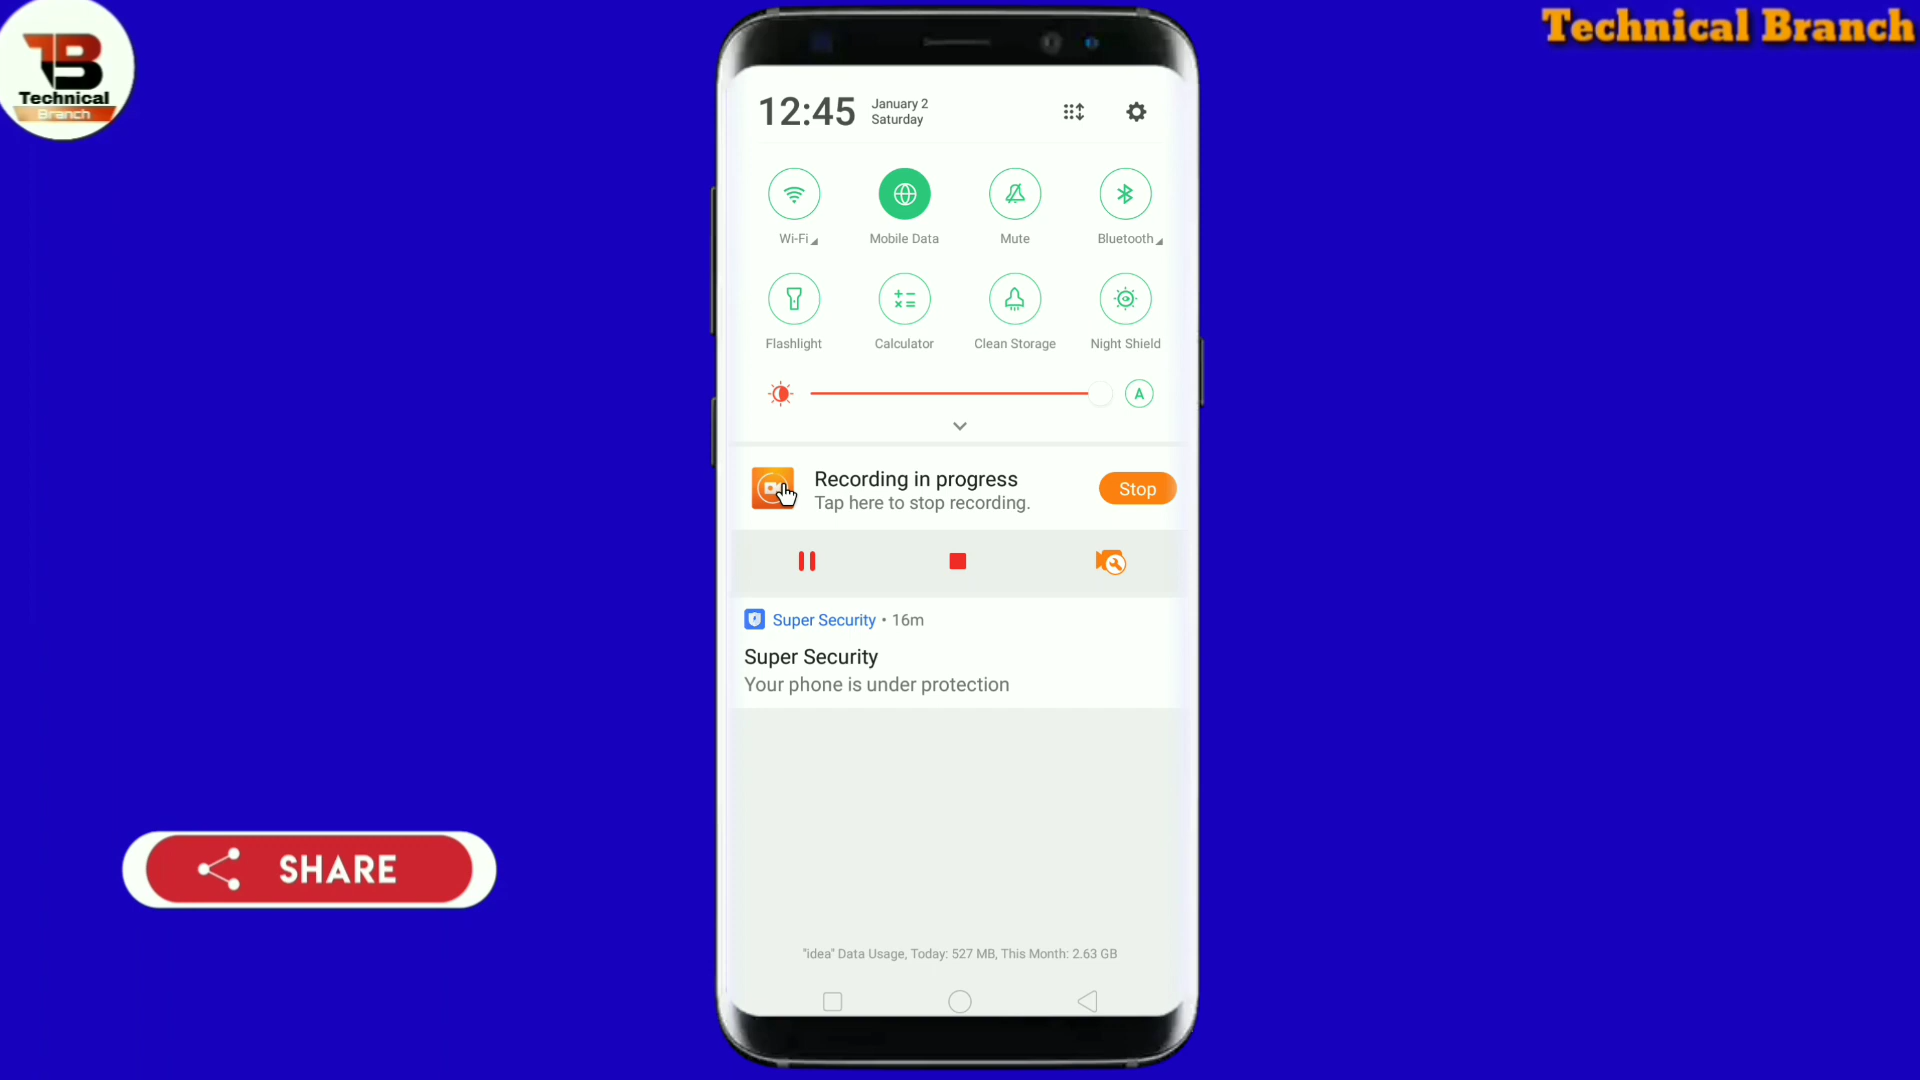 Technical
Branch
Technical Branch
12:45
January 2
Saturday
Wi-Fi
Mobile Data
Mute
Bluetooth
Flashlight
Calculator
Clean Storage
Night Shield
A
Recording in progress
Tap here to stop recording.
Stop
Super Security • 16m
Super Security
Your phone is under protection
SHARE
"idea" Data Usage, Today: 527 MB, This Month: 2.63 GB